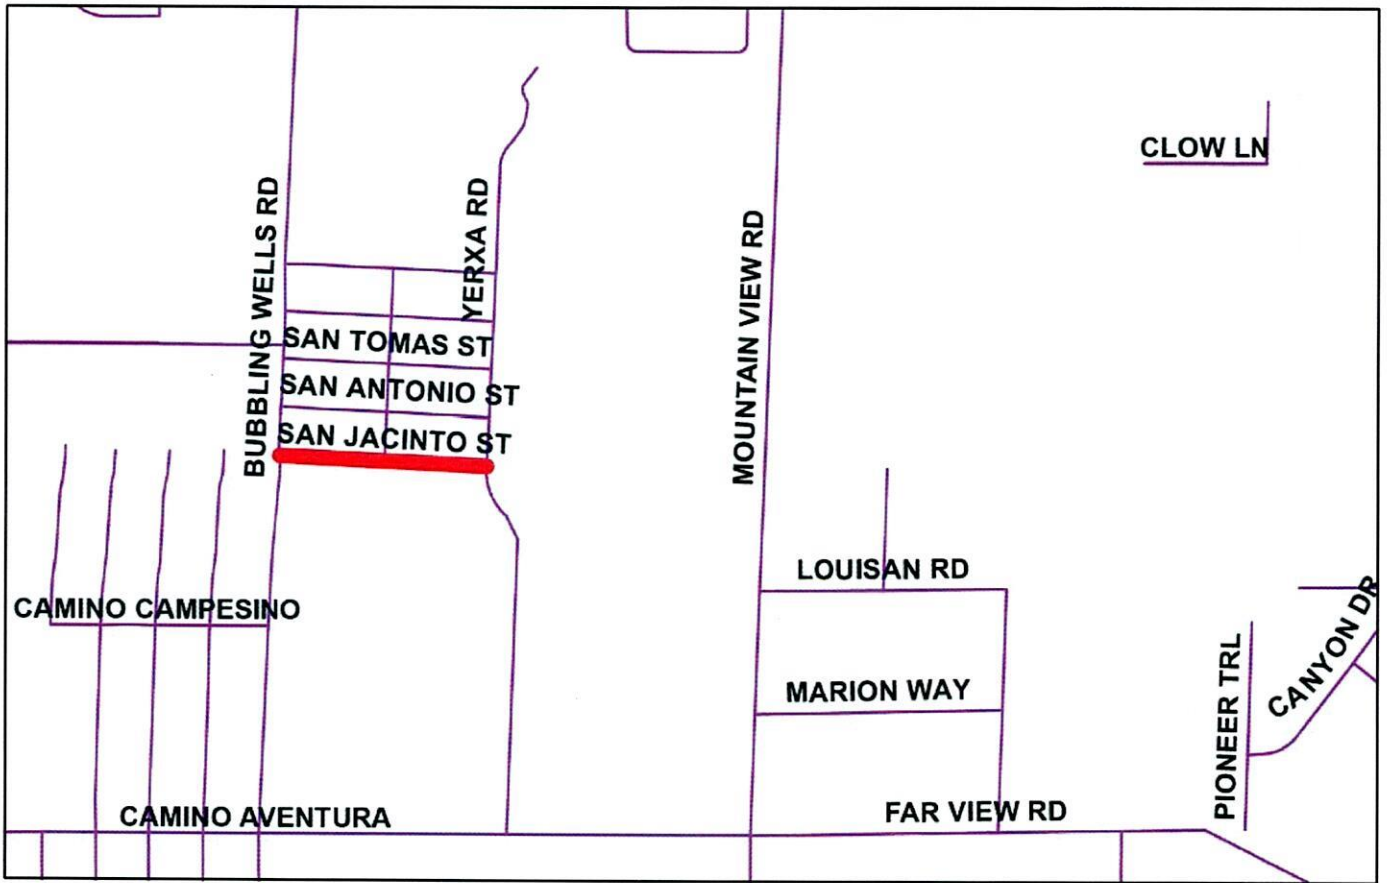 CLOW LN
BUBBLING WELLS RD
YERXA RD
MOUNTAIN VIEW RD
SAN TOMAS ST
SAN ANTONIO ST
SAN JACINTO ST
LOUISAN RD
CAMINO CAMPESINO
CANYON DR
PIONEER TRL
MARION WAY
CAMINO AVENTURA
FAR VIEW RD